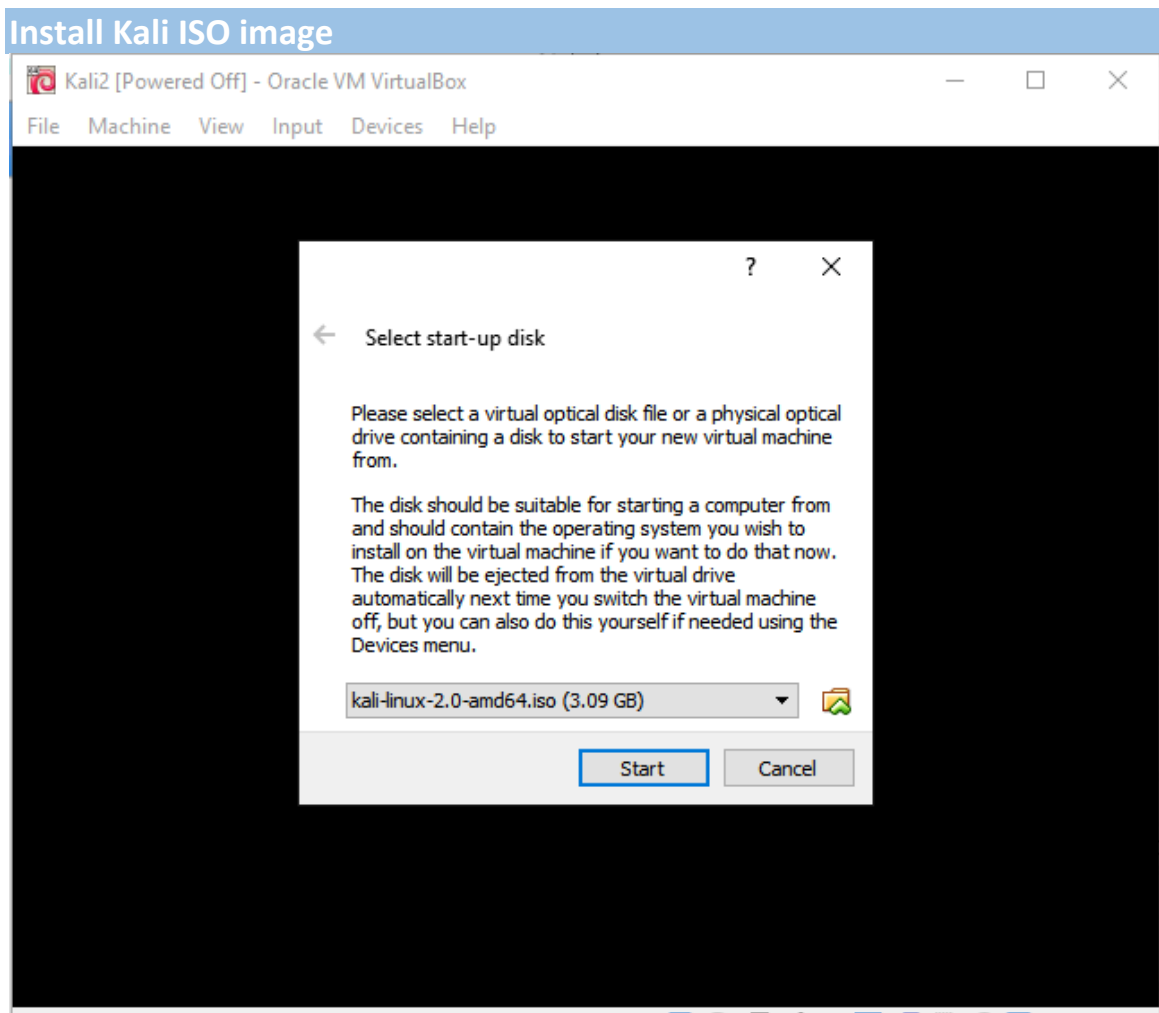 Install Kali ISO image
Kali2 [Powered Off] - Oracle VM VirtualBox
File Machine View Input Devices Help
?
Select start-up disk
Please select a virtual optical disk file or a physical optical
drive containing a disk to start your new virtual machine
from.
The disk should be suitable for starting a computer from
and should contain the operating system you wish to
install on the virtual machine if you want to do that now.
The disk will be ejected from the virtual drive
automatically next time you switch the virtual machine
off, but you can also do this yourself if needed using the
Devices menu.
kali-linux-2.0-amd64.iso (3.09 GB)
Start Cancel